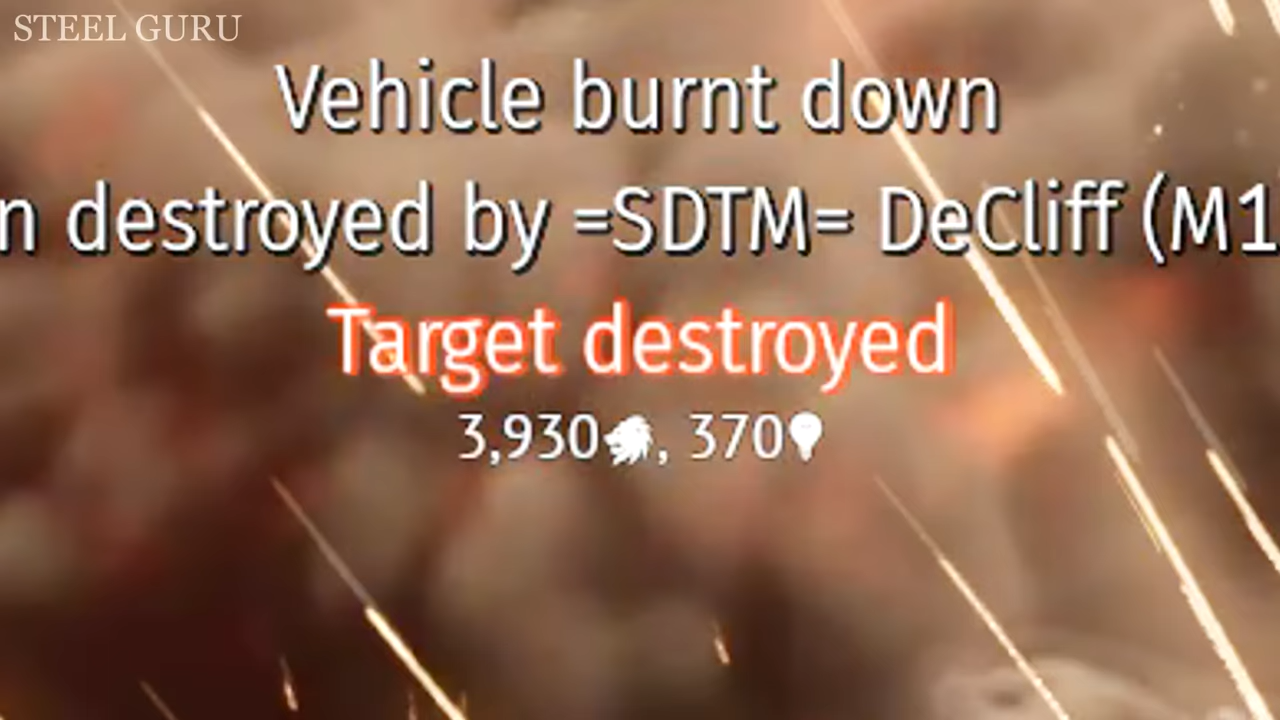 STEEL GURU
Vehicle burnt down
n destroyed by =SDTM= DeCliff (M1
Target destroyed
3,930, 370